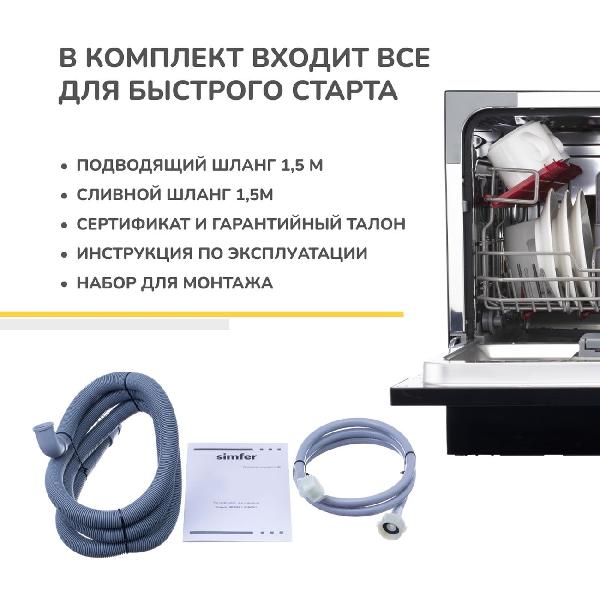 В КОМПЛЕКТ ВХОДИТ ВСЕ
ДЛЯ БЫСТРОГО СТАРТА
• ПОДВОДЯЩИЙ ШЛАНГ 1,5 М
• СЛИВНОЙ ШЛАНГ 1,5М
• СЕРТИФИКАТ И ГАРАНТИЙНЫЙ ТАЛОН
• ИНСТРУКЦИЯ ПО ЭКСПЛУАТАЦИИ
• НАБОР ДЛЯ МОНТАЖА
simfer